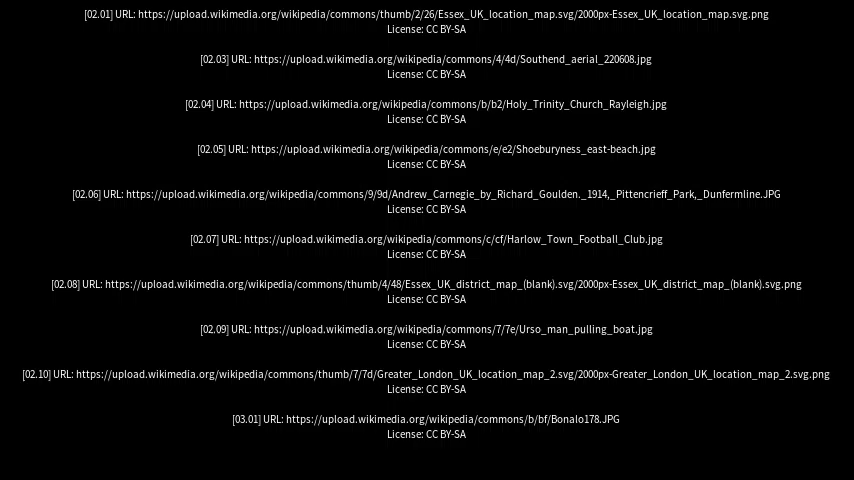 [02.01] URL: https://upload.wikimedia.org/wikipedia/commons/thumb/2/26/Essex_UK_location_map.svg/2000px-Essex_UK_location_map.svg.png
License: CC BY-SA
[02.03] URL: https://upload.wikimedia.org/wikipedia/commons/4/4d/Southend_aerial_220608.jpg
License: CC BY-SA
[02.04] URL: https://upload.wikimedia.org/wikipedia/commons/b/b2/Holy_Trinity_Church_Rayleigh.jpg
License: CC BY-SA
[02.05] URL: https://upload.wikimedia.org/wikipedia/commons/e/e2/Shoeburyness_east-beach.jpg
License: CC BY-SA
[02.06] URL: https://upload.wikimedia.org/wikipedia/commons/9/9d/Andrew_Carnegie_by_Richard_Goulden._1914,_Pittencrieff_Park,_Dunfermline.JPG
License: CC BY-SA
[02.07] URL: https://upload.wikimedia.org/wikipedia/commons/c/cf/Harlow_Town_Football_Club.jpg
License: CC BY-SA
[02.08] URL: https://upload.wikimedia.org/wikipedia/commons/thumb/4/48/Essex_UK_district_map_(blank).svg/2000px-Essex_UK_district_map_(blank).svg.png
License: CC BY-SA
[02.09] URL: https://upload.wikimedia.org/wikipedia/commons/7/7e/Urso_man_pulling_boat.jpg
License: CC BY-SA
[02.10] URL: https://upload.wikimedia.org/wikipedia/commons/thumb/7/7d/Greater_London_UK_location_map_2.svg/2000px-Greater_London_UK_location_map_2.svg.png
License: CC BY-SA
[03.01] URL: https://upload.wikimedia.org/wikipedia/commons/b/bf/Bonalo178.JPG
License: CC BY-SA